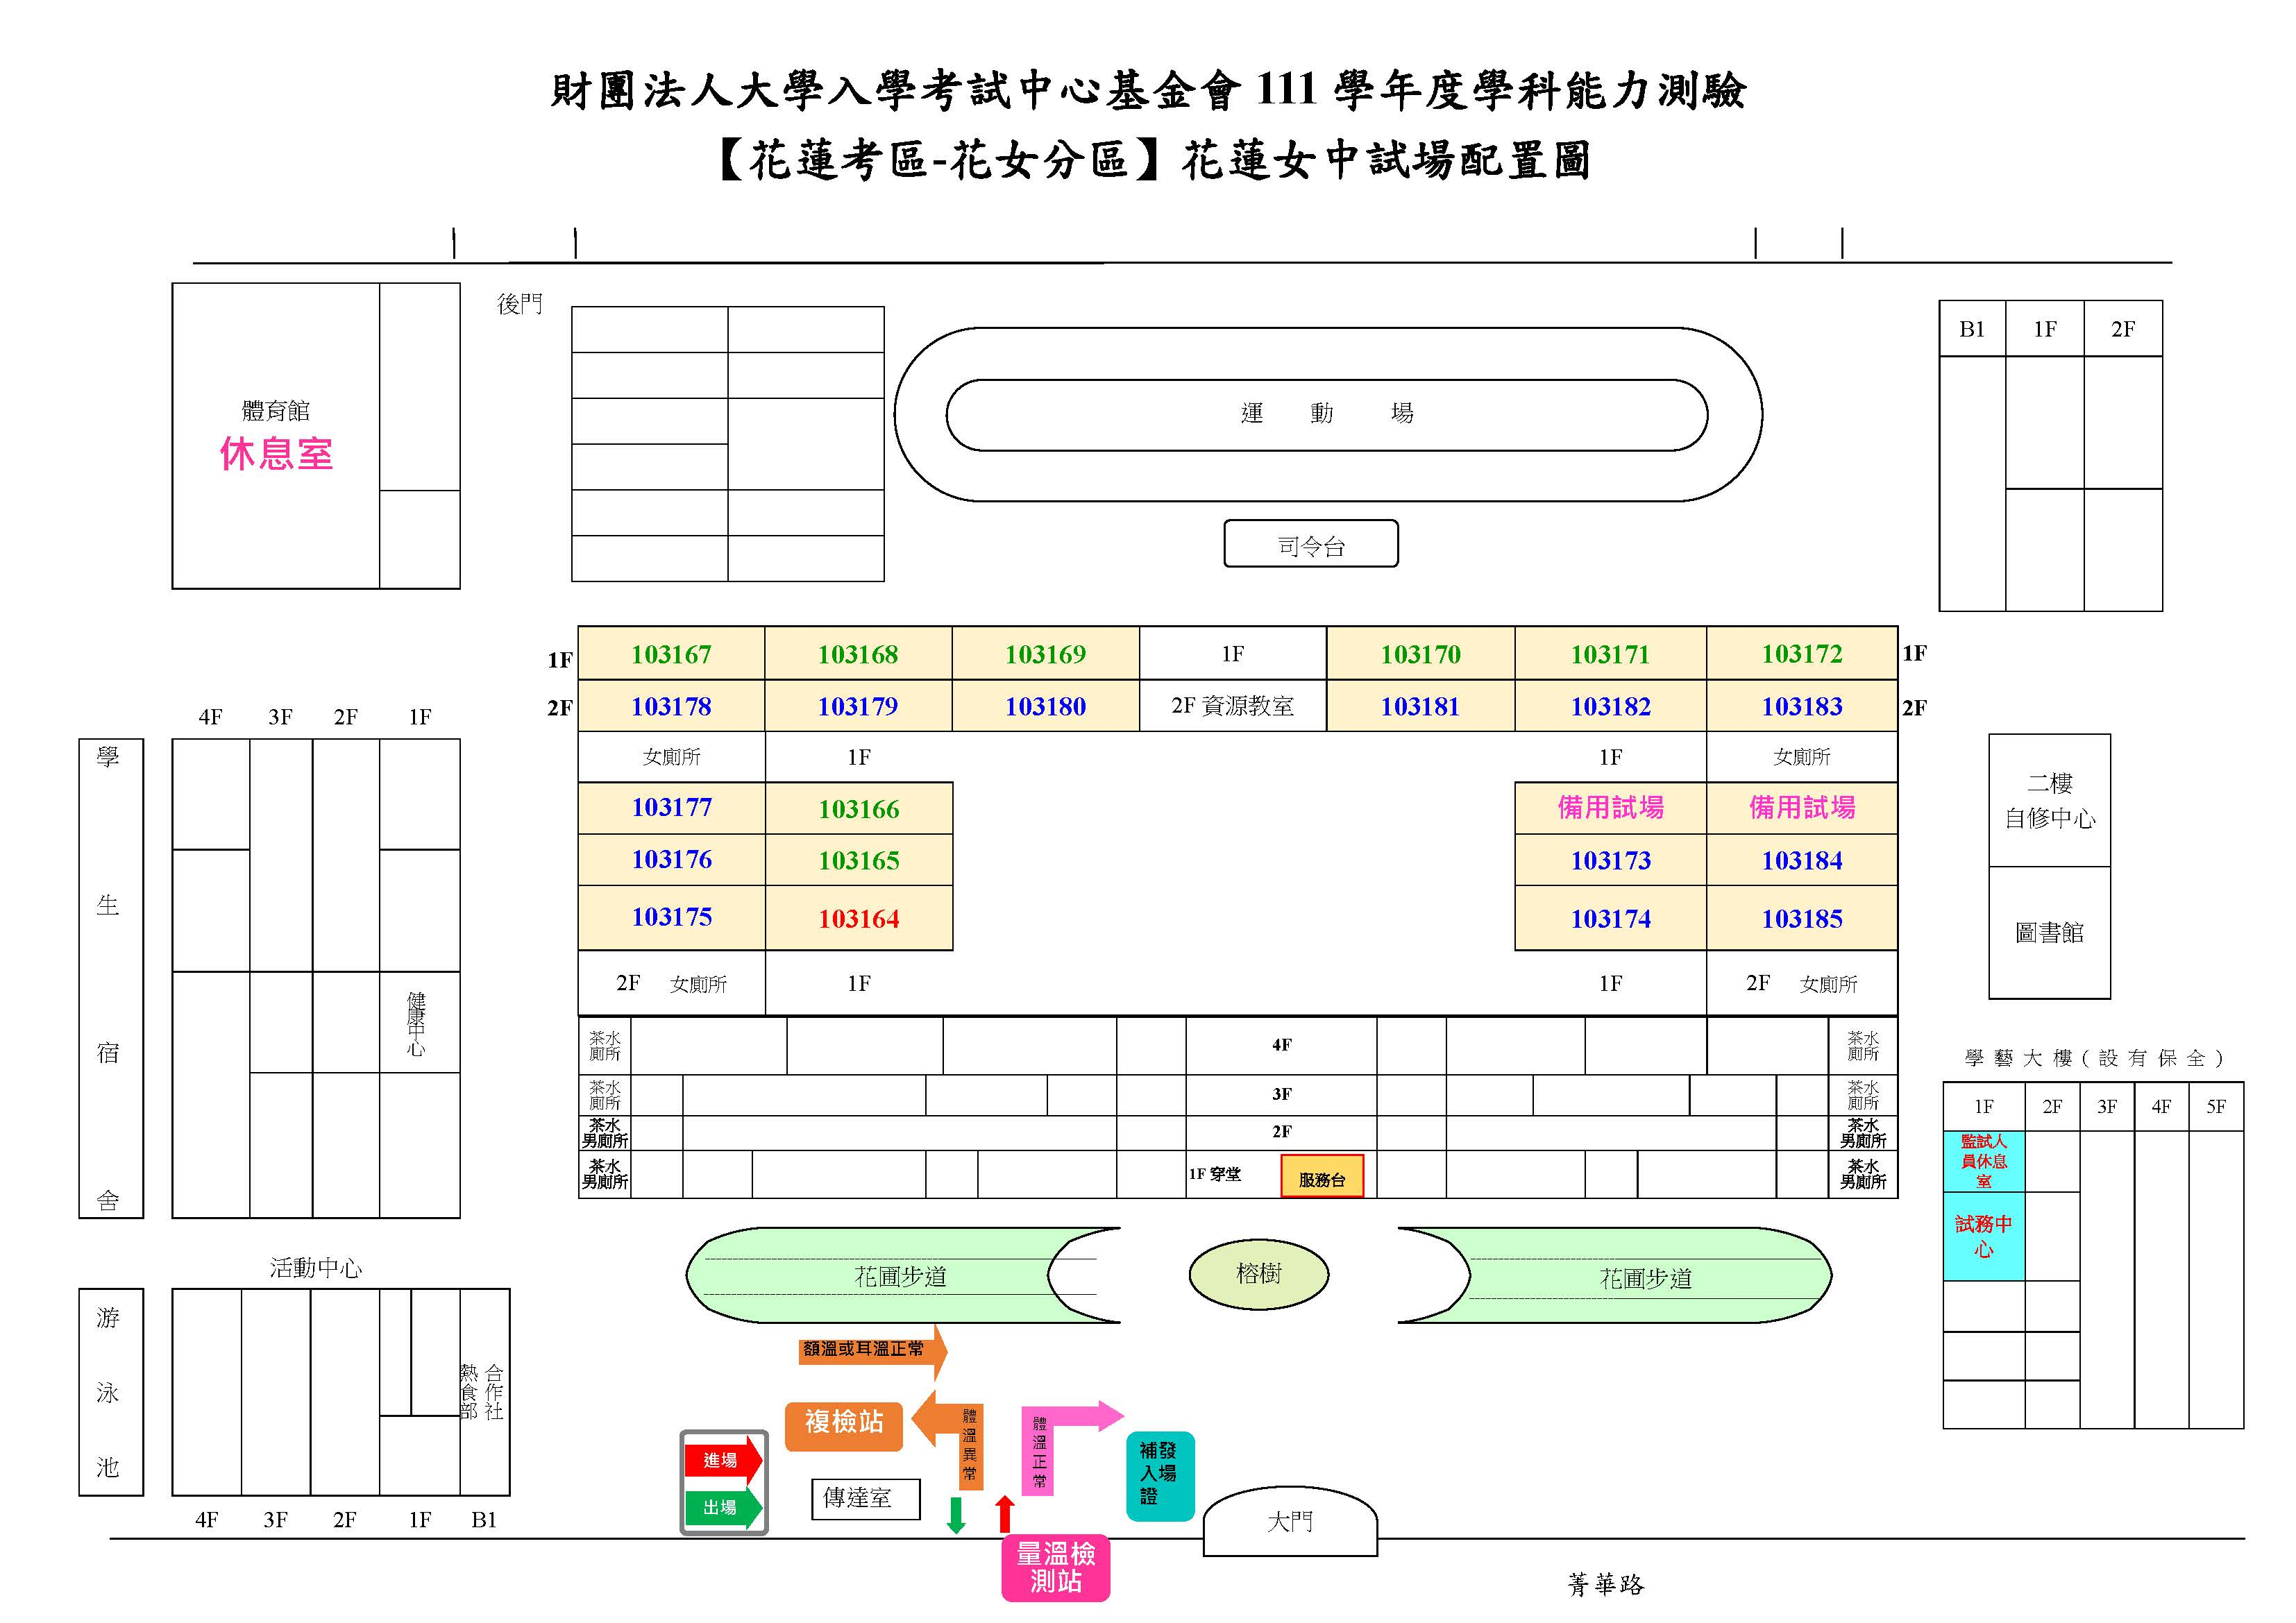 財團法人大學入學考試中心基金會 111 學年度學科能力測驗
【花蓮考區-花女分區】花蓮女中試場配置圖
後門
體育館
休息室
運 動 場
司令台
B1 1F 2F
1F 103167 103168 103169 1F 103170 103171 103172 1F
2F 103178 103179 103180 2F 資源教室 103181 103182 103183 2F
女廁所 1F 1F 女廁所
103177 103166 備用試場 備用試場
103176 103165 103173 103184
103175 103164 103174 103185
2F 女廁所 1F 1F 2F 女廁所
茶水
廁所
4F
茶水
廁所
茶水
廁所
3F
茶水
廁所
茶水
男廁所
2F
茶水
男廁所
茶水
男廁所
1F 穿堂
服務台
茶水
男廁所
4F 3F 2F 1F
學生宿舍
健康中心
二樓
自修中心
圖書館
學藝大樓(設有保全)
1F 2F 3F 4F 5F
監試人
員休息
室
試務中
心
活動中心
游泳池
合作社
熱食部
4F 3F 2F 1F B1
花圃步道
榕樹
花圃步道
額溫或耳溫正常
複檢站
體溫異常
體溫正常
補發
入場
證
進場
出場
傳達室
大門
量溫檢
測站
菁華路